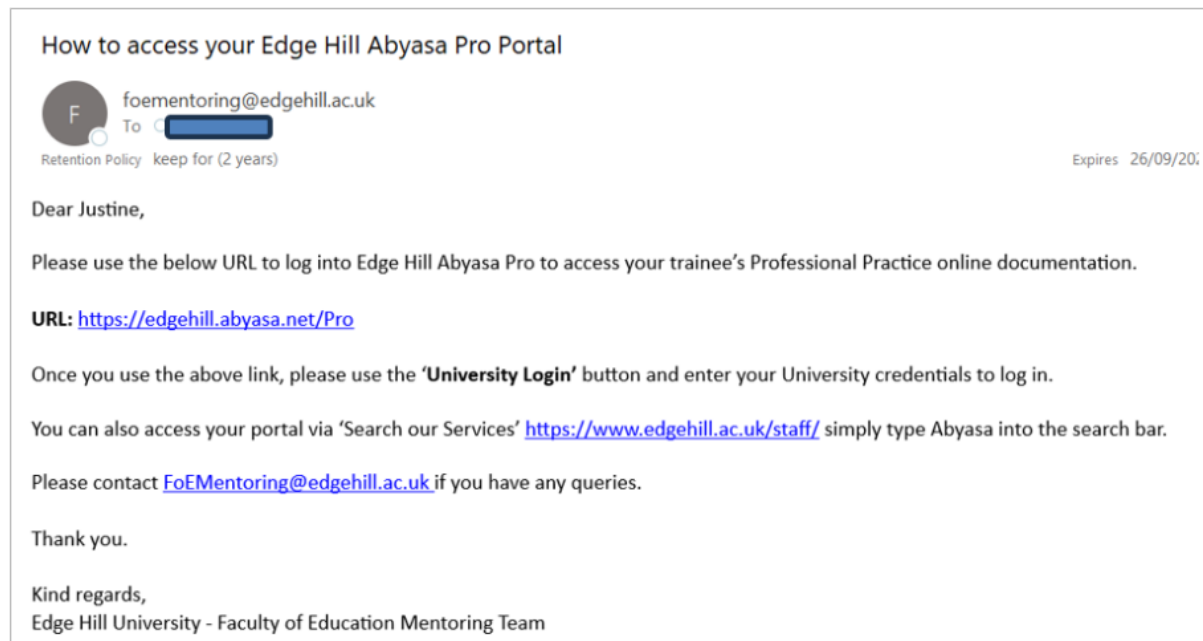 How to access your Edge Hill Abyasa Pro Portal
F
foementoring@edgehill.ac.uk
To
Retention Policy keep for (2 years)
Expires 26/09/202
Dear Justine,
Please use the below URL to log into Edge Hill Abyasa Pro to access your trainee's Professional Practice online documentation.
URL: https://edgehill.abyasa.net/Pro
Once you use the above link, please use the 'University Login' button and enter your University credentials to log in.
You can also access your portal via 'Search our Services' https://www.edgehill.ac.uk/staff/ simply type Abyasa into the search bar.
Please contact FoEMentoring@edgehill.ac.uk if you have any queries.
Thank you.
Kind regards,
Edge Hill University - Faculty of Education Mentoring Team